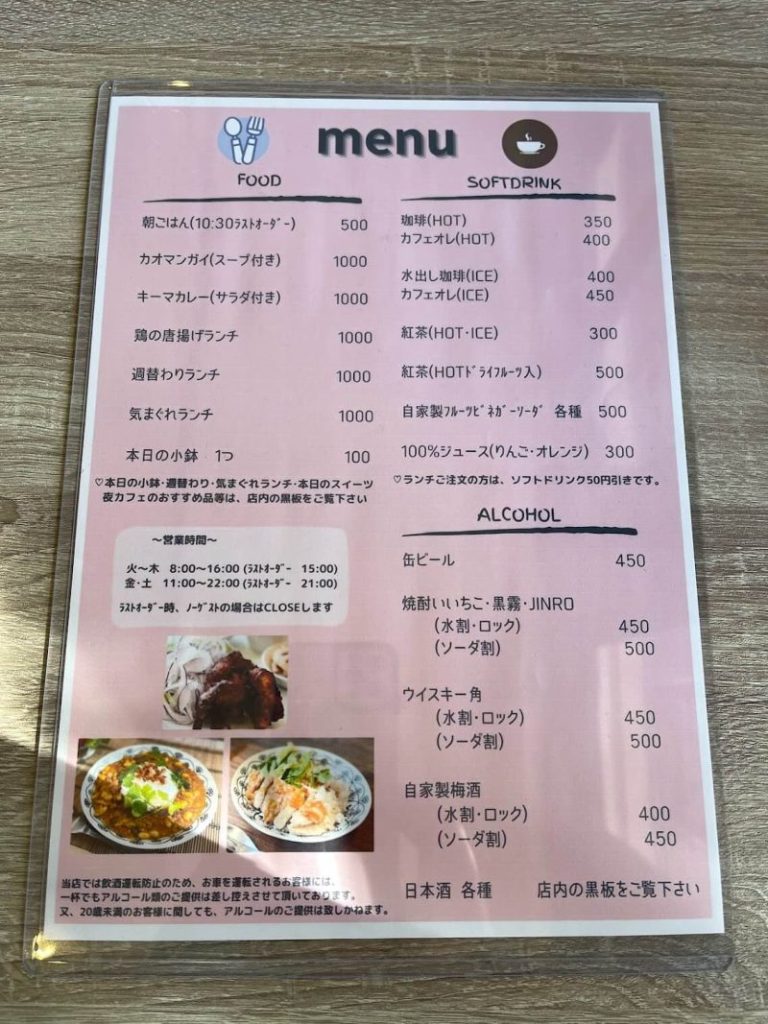 menu
FOOD
朝ごはん(10:30ﾗｽﾄｵｰﾀﾞｰ) 500
カオマンガイ(スープ付き) 1000
キーマカレー(サラダ付き) 1000
鶏の唐揚げランチ 1000
週替わりランチ 1000
気まぐれランチ 1000
本日の小鉢 1つ 100
♡本日の小鉢･週替わり･気まぐれランチ･本日のスイーツ
夜カフェのおすすめ品等は、店内の黒板をご覧下さい
～営業時間～
火～木 8:00～16:00 (ﾗｽﾄｵｰﾀﾞｰ 15:00)
金･土 11:00～22:00 (ﾗｽﾄｵｰﾀﾞｰ 21:00)
ﾗｽﾄｵｰﾀﾞｰ時、ﾉｰｹﾞｽﾄの場合はCLOSEします
当店では飲酒運転防止のため、お車を運転されるお客様には、
一杯でもアルコール類のご提供は差し控えさせて頂いております。
又、20歳未満のお客様に関しても、アルコールのご提供は致しかねます。
SOFTDRINK
珈琲(HOT) 350
カフェオレ(HOT) 400
水出し珈琲(ICE) 400
カフェオレ(ICE) 450
紅茶(HOT･ICE) 300
紅茶(HOTﾄﾞﾗｲﾌﾙｰﾂ入) 500
自家製ﾌﾙｰﾂﾋﾞﾈｶﾞｰｿｰﾀﾞ 各種 500
100%ジュース(りんご･オレンジ) 300
♡ランチご注文の方は、ソフトドリンク50円引きです。
ALCOHOL
缶ビール 450
焼酎いいちこ･黒霧･JINRO
(水割･ロック) 450
(ソーダ割) 500
ウイスキー角
(水割･ロック) 450
(ソーダ割) 500
自家製梅酒
(水割･ロック) 400
(ソーダ割) 450
日本酒 各種 店内の黒板をご覧下さい